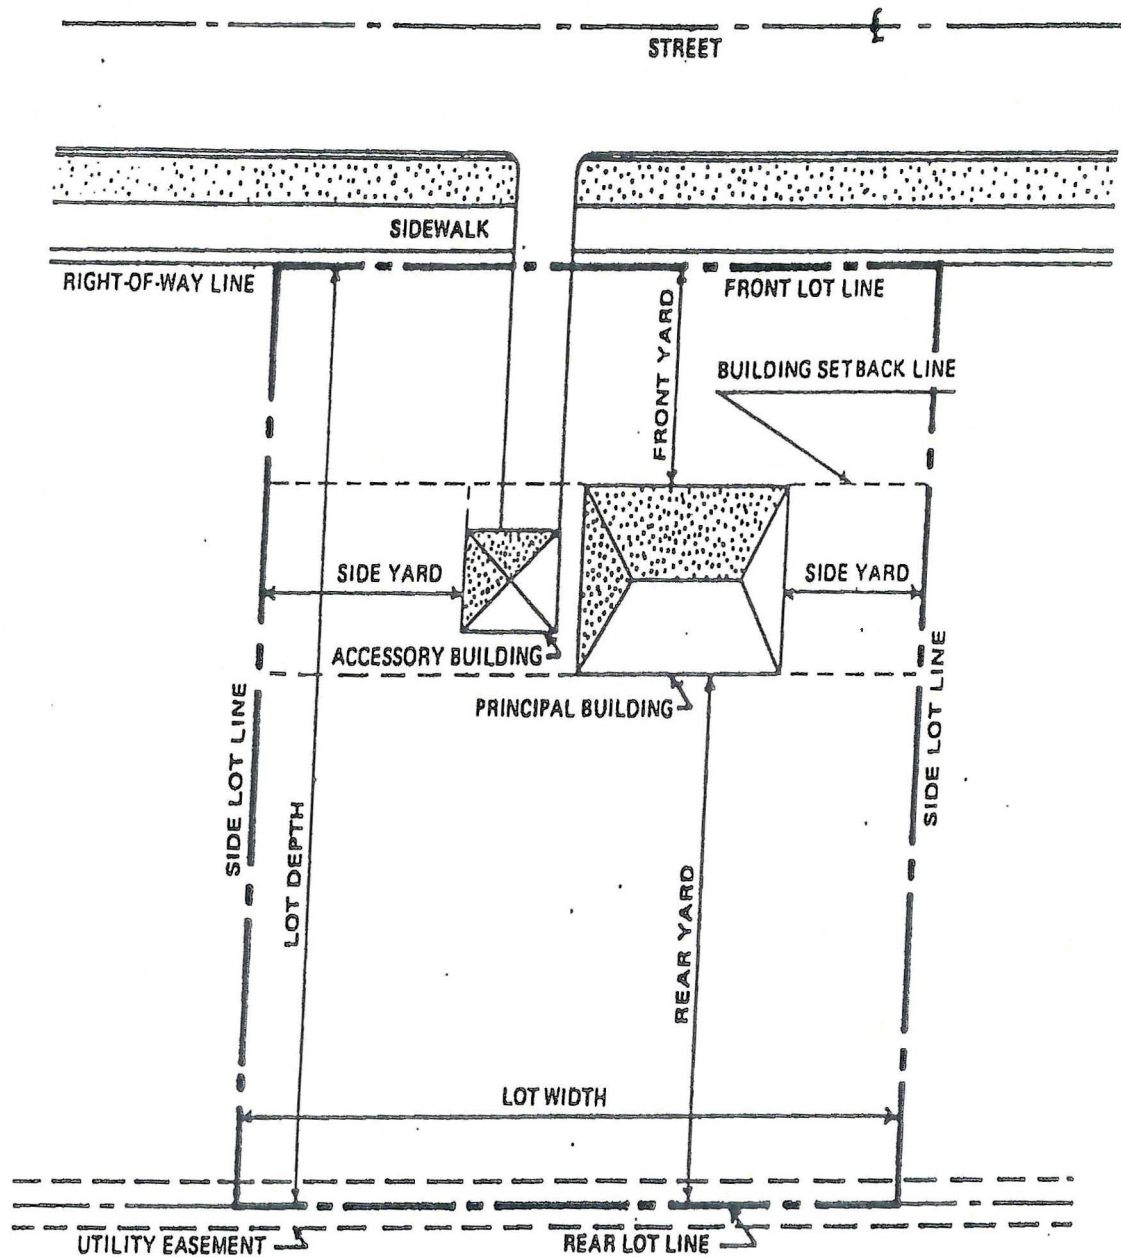 STREET
SIDEWALK
RIGHT-OF-WAY LINE
FRONT LOT LINE
FRONT YARD
BUILDING SETBACK LINE
SIDE YARD
SIDE YARD
ACCESSORY BUILDING
PRINCIPAL BUILDING
SIDE LOT LINE
SIDE LOT LINE
LOT DEPTH
REAR YARD
LOT WIDTH
UTILITY EASEMENT
REAR LOT LINE